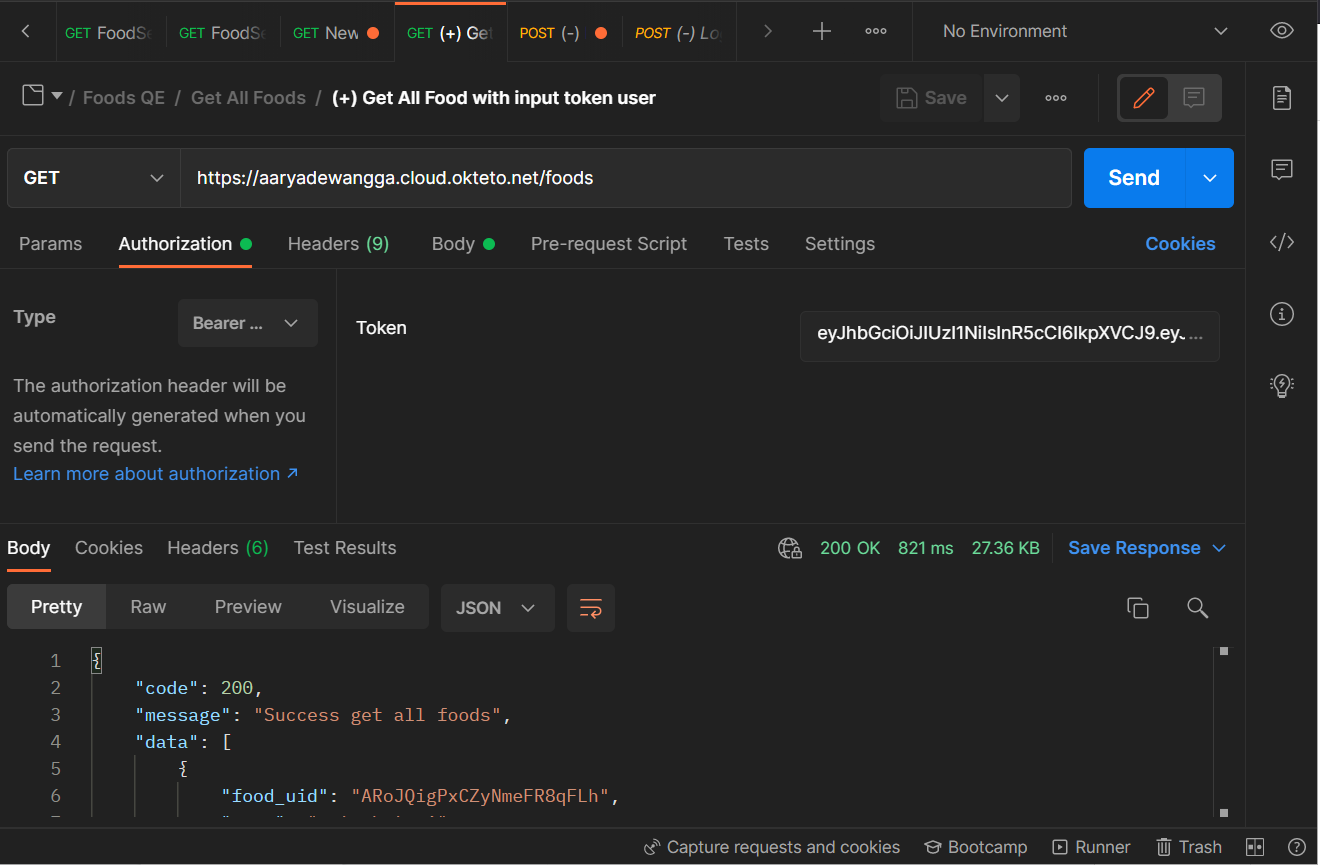 GET FoodSe GET FoodSe GET New GET (+) Get POST (-) POST (-) Lo No Environment
/ Foods QE / Get All Foods / (+) Get All Food with input token user Save
GET https://aaryadewangga.cloud.okteto.net/foods Send
Params Authorization Headers (9) Body Pre-request Script Tests Settings Cookies
Type Bearer ... Token eyJhbGciOiJIUzI1NiIsInR5cCI6IkpXVCJ9.eyJ...
The authorization header will be
automatically generated when you
send the request.
Learn more about authorization ↗
Body Cookies Headers (6) Test Results 200 OK 821 ms 27.36 KB Save Response
Pretty Raw Preview Visualize JSON
1 {
2 "code": 200,
3 "message": "Success get all foods",
4 "data": [
5 {
6 "food_uid": "ARoJQigPxCZyNmeFR8qFLh",
Capture requests and cookies Bootcamp Runner Trash